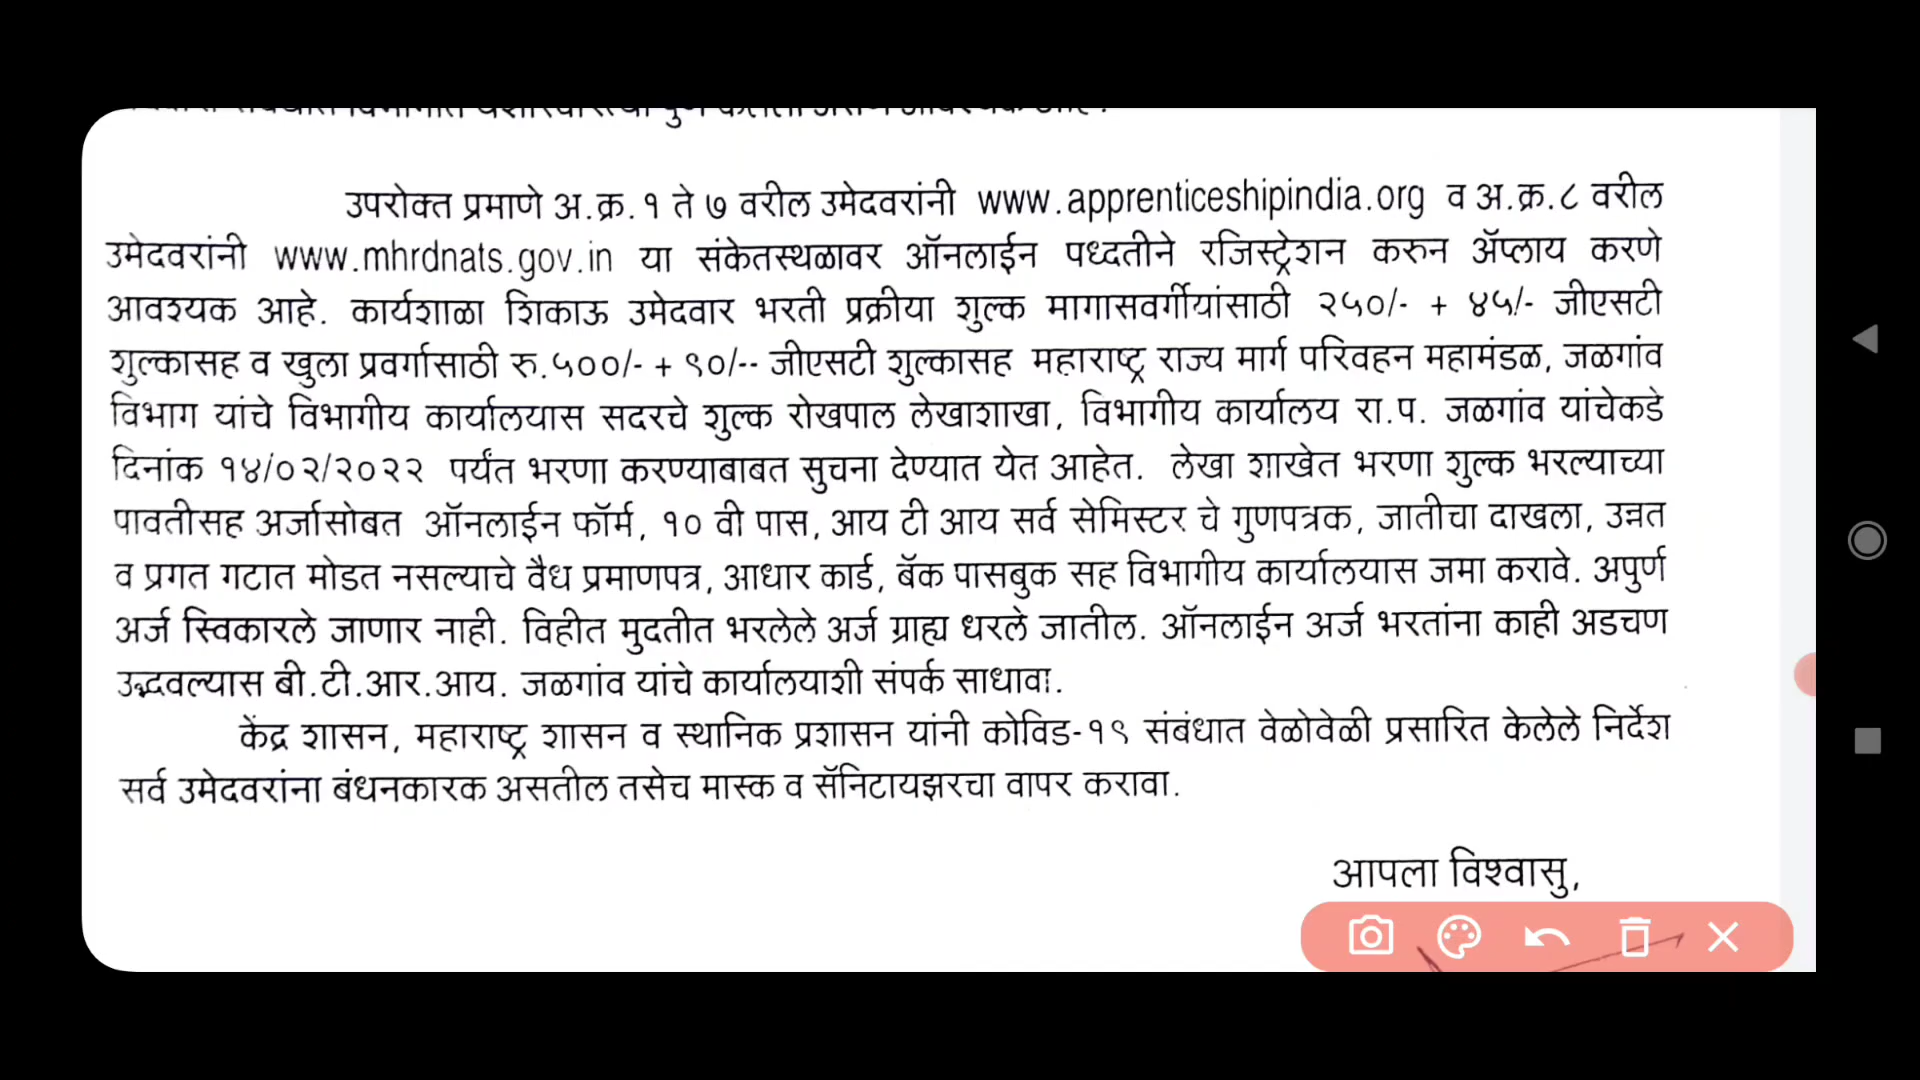 उपरोक्त प्रमाणे अ.क्र. १ ते ७ वरील उमेदवरांनी www.apprenticeshipindia.org व अ.क्र.८ वरील
उमेदवरांनी www.mhrdnats.gov.in या संकेतस्थळावर ऑनलाईन पध्दतीने रजिस्ट्रेशन करुन ॲप्लाय करणे
आवश्यक आहे. कार्यशाळा शिकाऊ उमेदवार भरती प्रक्रीया शुल्क मागासवर्गीयांसाठी २५०/- + ४५/- जीएसटी
शुल्कासह व खुला प्रवर्गासाठी रु.५००/- + ९०/-- जीएसटी शुल्कासह महाराष्ट्र राज्य मार्ग परिवहन महामंडळ, जळगांव
विभाग यांचे विभागीय कार्यालयास सदरचे शुल्क रोखपाल लेखाशाखा, विभागीय कार्यालय रा.प. जळगांव यांचेकडे
दिनांक १४/०२/२०२२ पर्यंत भरणा करण्याबाबत सुचना देण्यात येत आहेत. लेखा शाखेत भरणा शुल्क भरल्याच्या
पावतीसह अर्जासोबत ऑनलाईन फॉर्म, १० वी पास, आय टी आय सर्व सेमिस्टर चे गुणपत्रक, जातीचा दाखला, उन्नत
व प्रगत गटात मोडत नसल्याचे वैध प्रमाणपत्र, आधार कार्ड, बॅक पासबुक सह विभागीय कार्यालयास जमा करावे. अपुर्ण
अर्ज स्विकारले जाणार नाही. विहीत मुदतीत भरलेले अर्ज ग्राह्य धरले जातील. ऑनलाईन अर्ज भरतांना काही अडचण
उद्भवल्यास बी.टी.आर.आय. जळगांव यांचे कार्यालयाशी संपर्क साधावा.
केंद्र शासन, महाराष्ट्र शासन व स्थानिक प्रशासन यांनी कोविड-१९ संबंधात वेळोवेळी प्रसारित केलेले निर्देश
सर्व उमेदवरांना बंधनकारक असतील तसेच मास्क व सॅनिटायझरचा वापर करावा.
आपला विश्वासु,